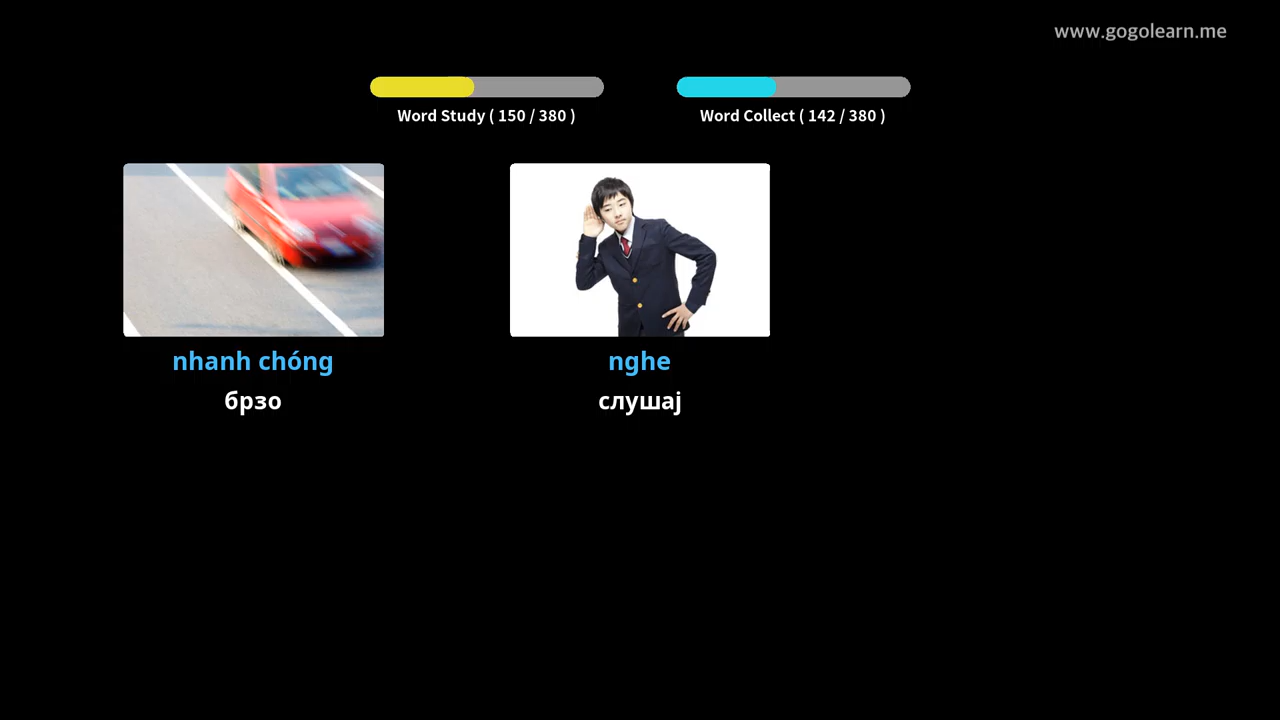 www.gogolearn.me
Word Study ( 150 / 380 )
Word Collect ( 142 / 380 )
nhanh chóng
брзо
nghe
слушај